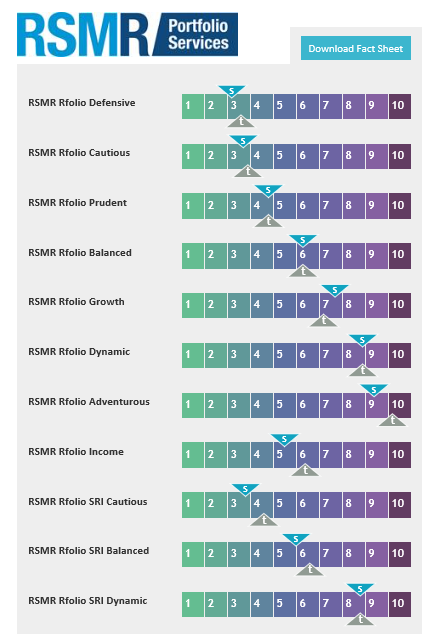 RSMR Portfolio Services
Download Fact Sheet
s
RSMR Rfolio Defensive 1 2 3 4 5 6 7 8 9 10
t
s
RSMR Rfolio Cautious 1 2 3 4 5 6 7 8 9 10
t
s
RSMR Rfolio Prudent 1 2 3 4 5 6 7 8 9 10
t
s
RSMR Rfolio Balanced 1 2 3 4 5 6 7 8 9 10
t
s
RSMR Rfolio Growth 1 2 3 4 5 6 7 8 9 10
t
s
RSMR Rfolio Dynamic 1 2 3 4 5 6 7 8 9 10
t
s
RSMR Rfolio Adventurous 1 2 3 4 5 6 7 8 9 10
t
s
RSMR Rfolio Income 1 2 3 4 5 6 7 8 9 10
t
s
RSMR Rfolio SRI Cautious 1 2 3 4 5 6 7 8 9 10
t
s
RSMR Rfolio SRI Balanced 1 2 3 4 5 6 7 8 9 10
t
s
RSMR Rfolio SRI Dynamic 1 2 3 4 5 6 7 8 9 10
t